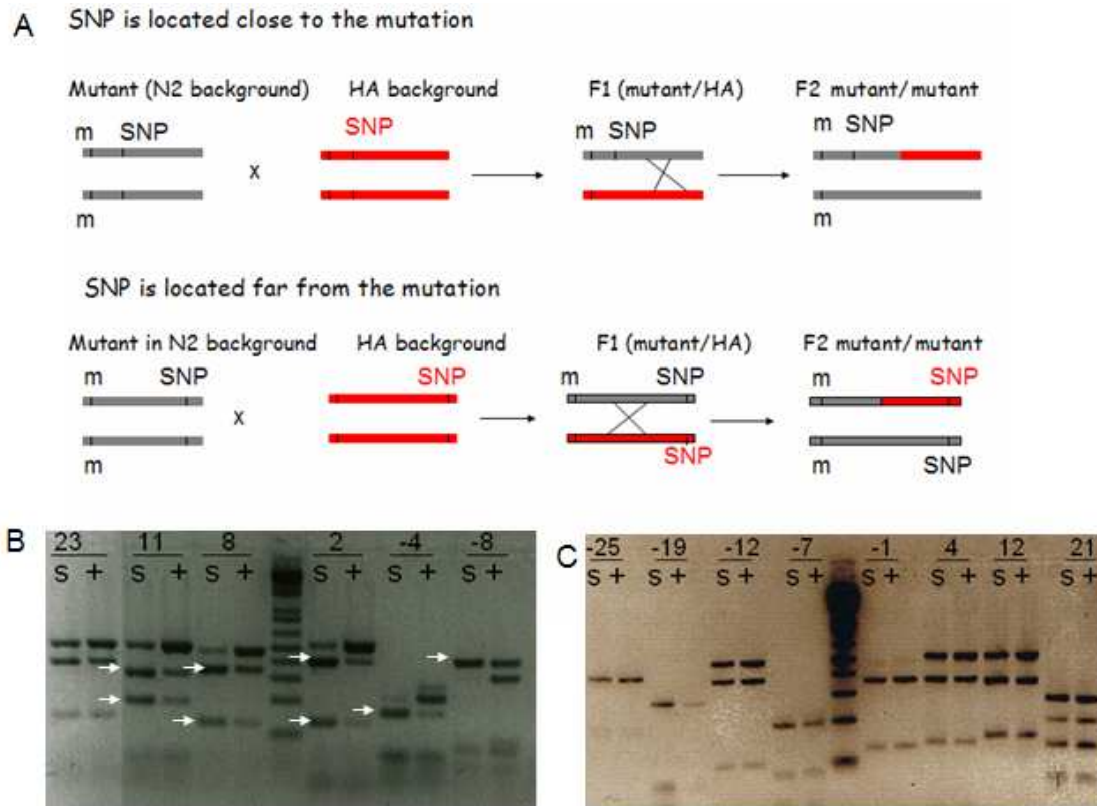 A
SNP is located close to the mutation
Mutant (N2 background) HA background F1 (mutant/HA) F2 mutant/mutant
m SNP SNP m SNP m SNP
x
m m
SNP is located far from the mutation
Mutant in N2 background HA background F1 (mutant/HA) F2 mutant/mutant
m SNP SNP m SNP m SNP
x
m SNP m SNP
B 23 11 8 2 -4 -8
S + S + S + S + S + S +
C -25 -19 -12 -7 -1 4 12 21
S + S + S + S + S + S + S + S +